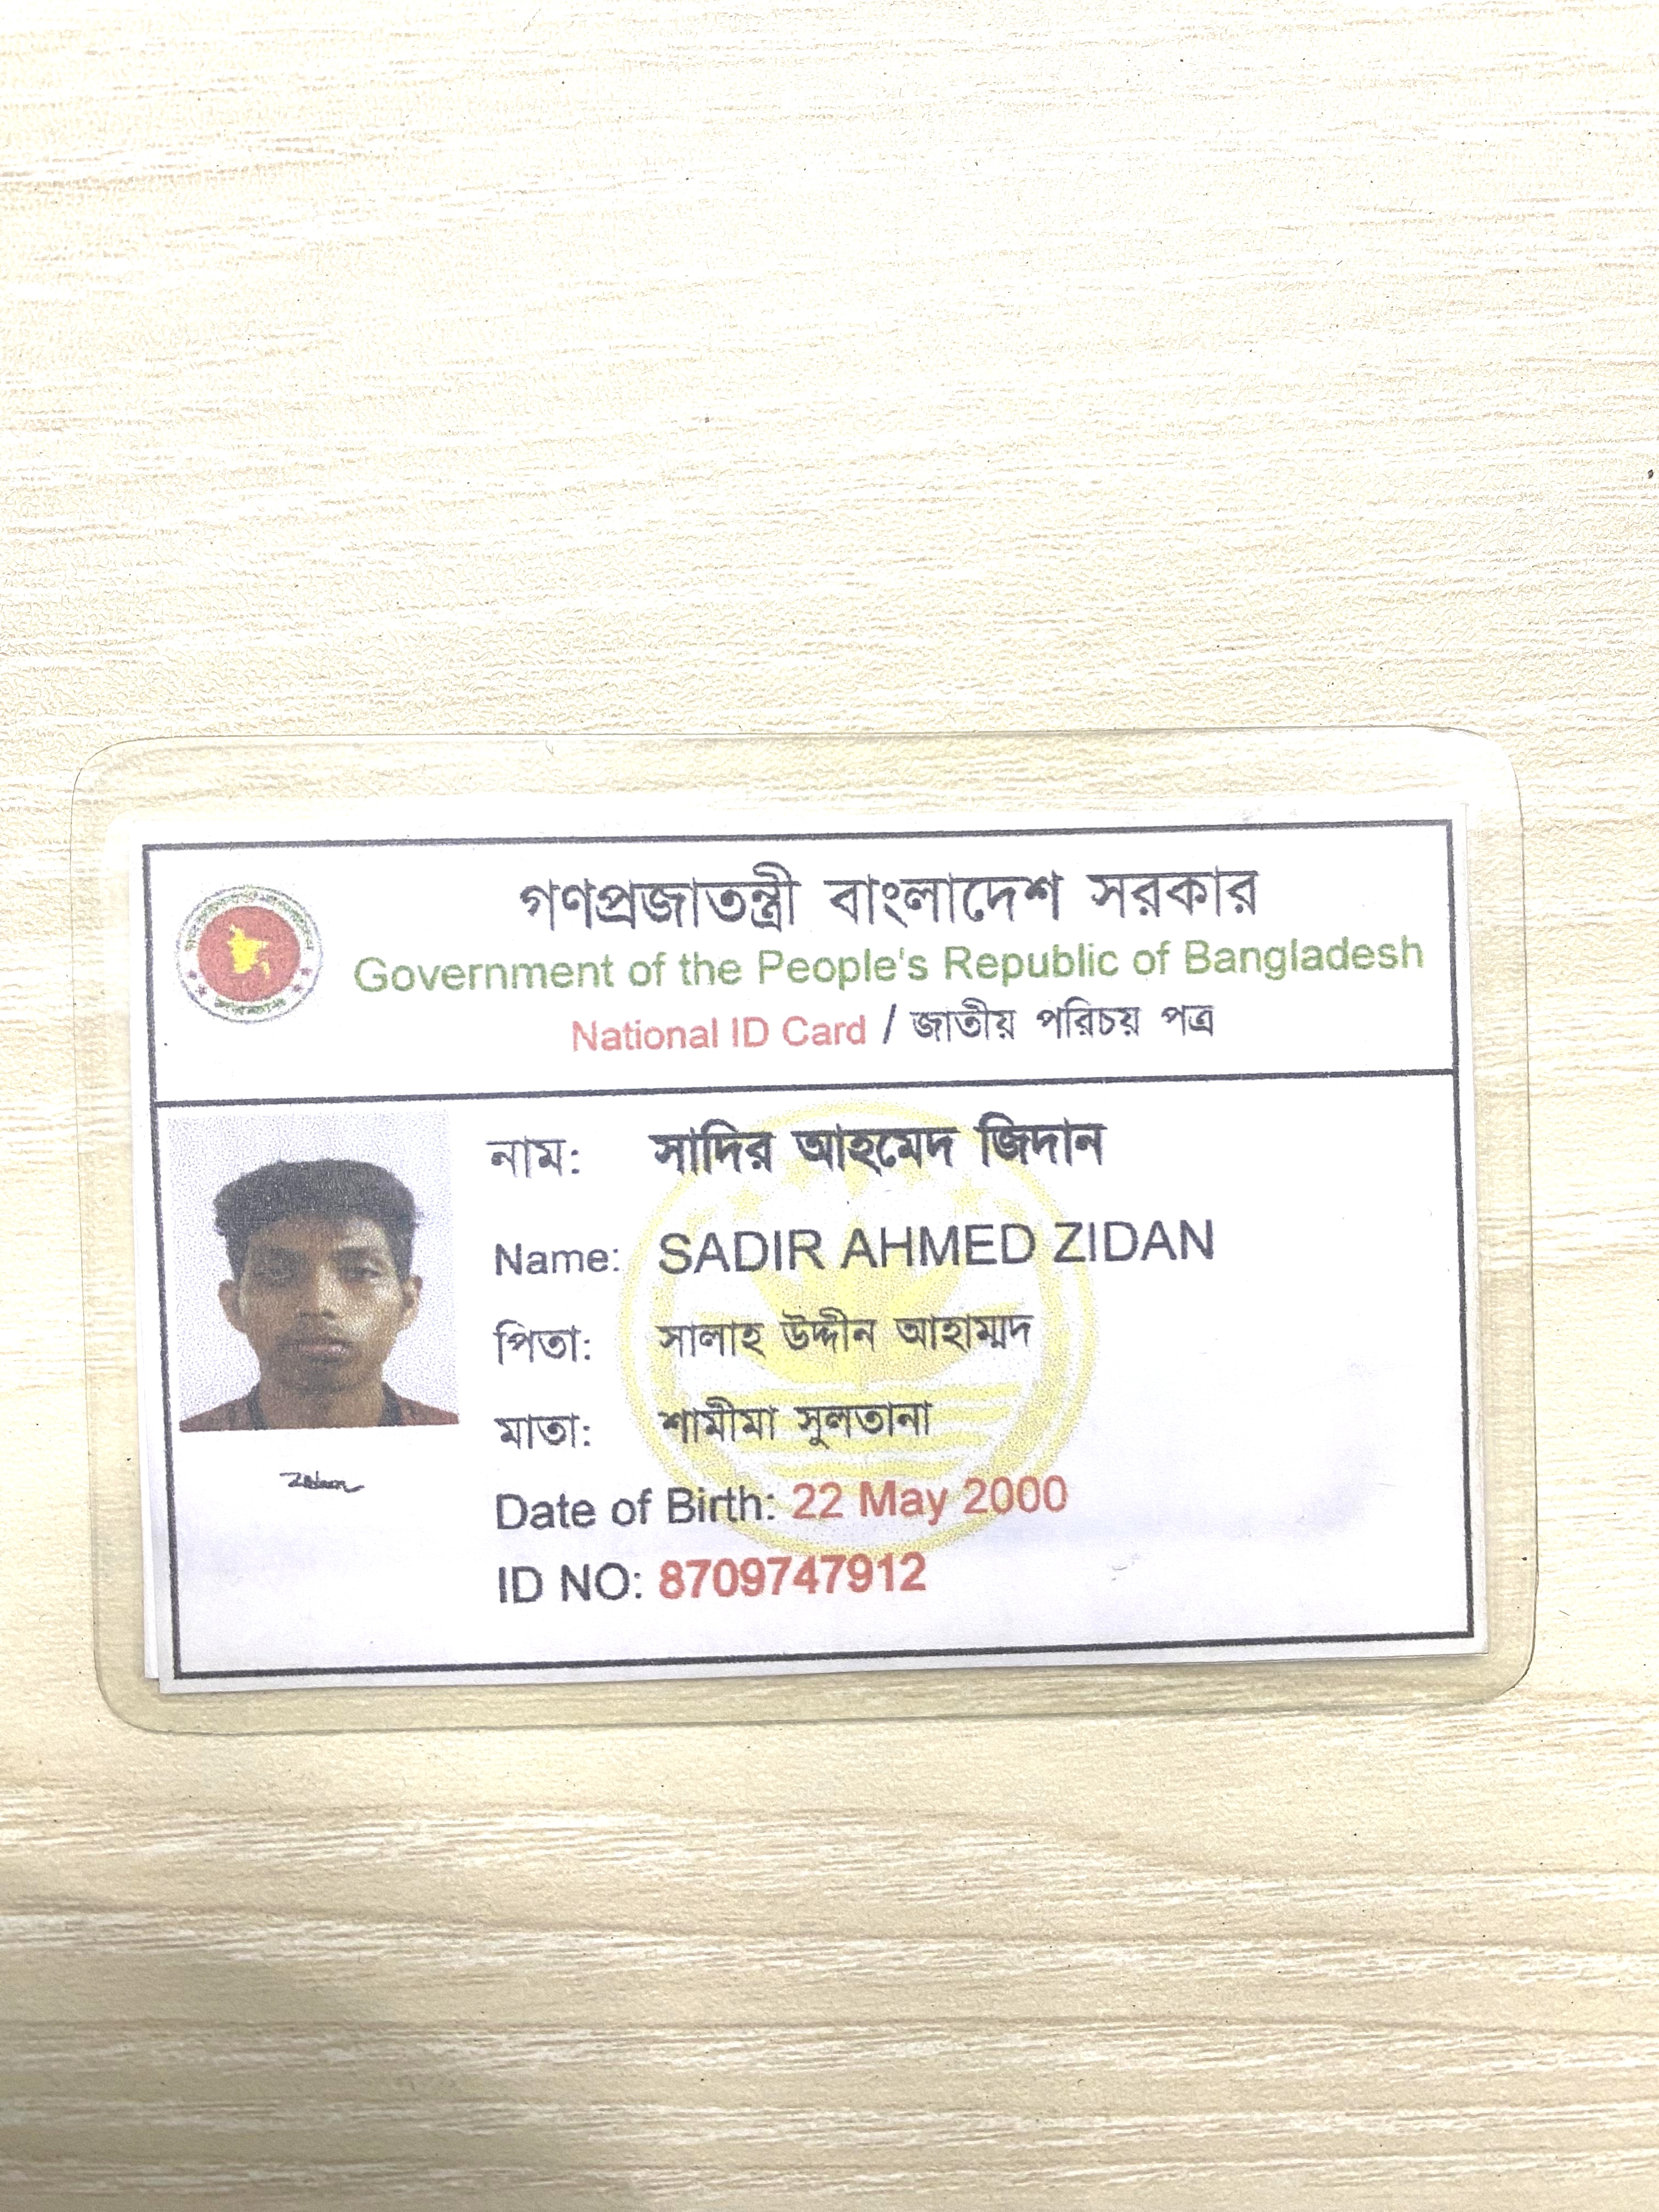 গণপ্রজাতন্ত্রী বাংলাদেশ সরকার
Government of the People's Republic of Bangladesh
National ID Card / জাতীয় পরিচয় পত্র
নাম: সাদির আহমেদ জিদান
Name: SADIR AHMED ZIDAN
পিতা: সালাহ উদ্দীন আহাম্মদ
মাতা: শামীমা সুলতানা
Date of Birth: 22 May 2000
ID NO: 8709747912
Zidan